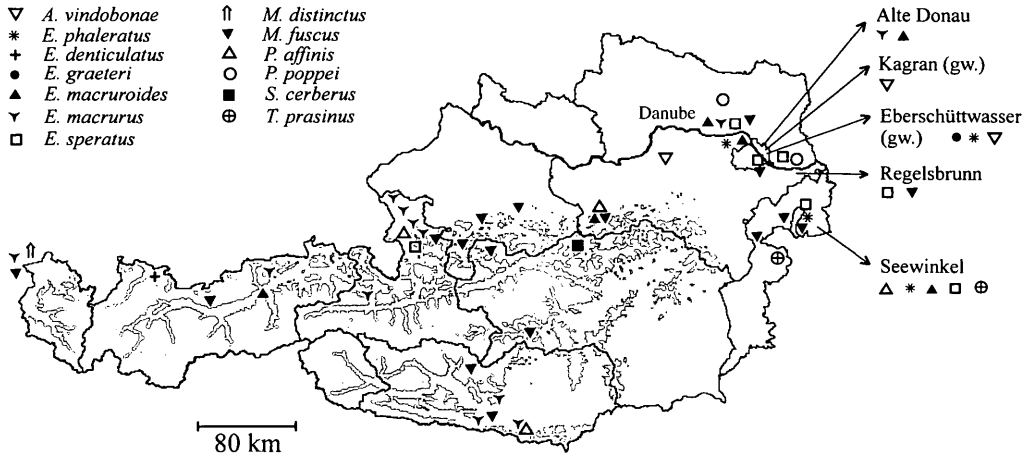 A. vindobonae
E. phaleratus
E. denticulatus
E. graeteri
E. macruroides
E. macrurus
E. speratus
M. distinctus
M. fuscus
P. affinis
P. poppei
S. cerberus
T. prasinus
Danube
Alte Donau
Kagran (gw.)
Eberschüttwasser
(gw.)
Regelsbrunn
Seewinkel
80 km